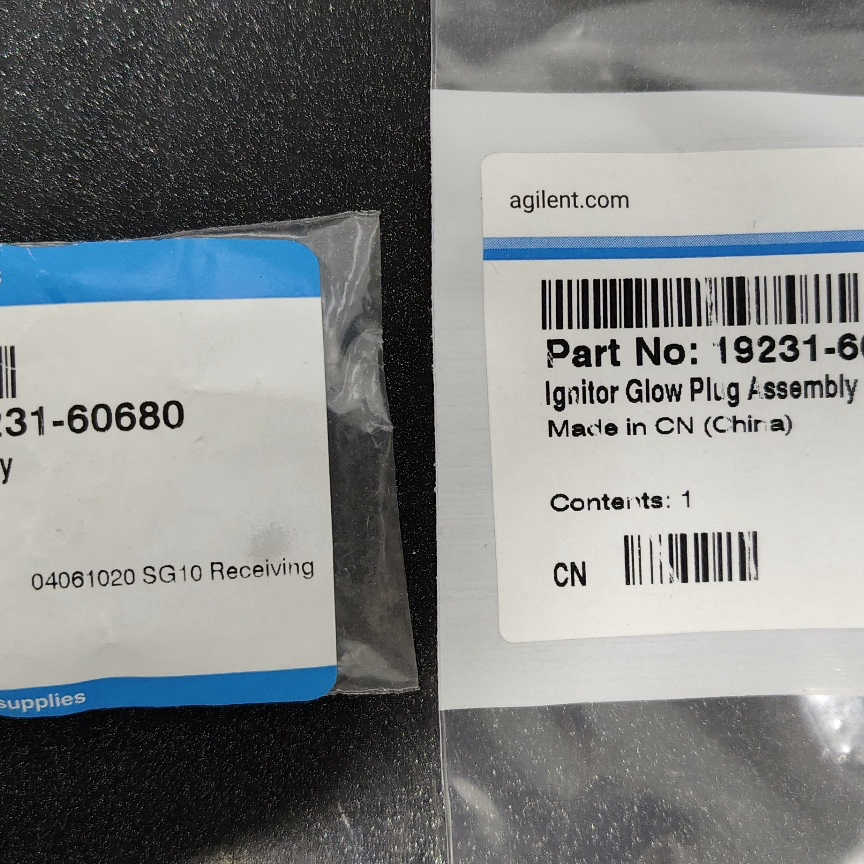 231-60680
y
04061020 SG10 Receiving
supplies
agilent.com
Part No: 19231-60
Ignitor Glow Plug Assembly
Made in CN (China)
Contents: 1
CN